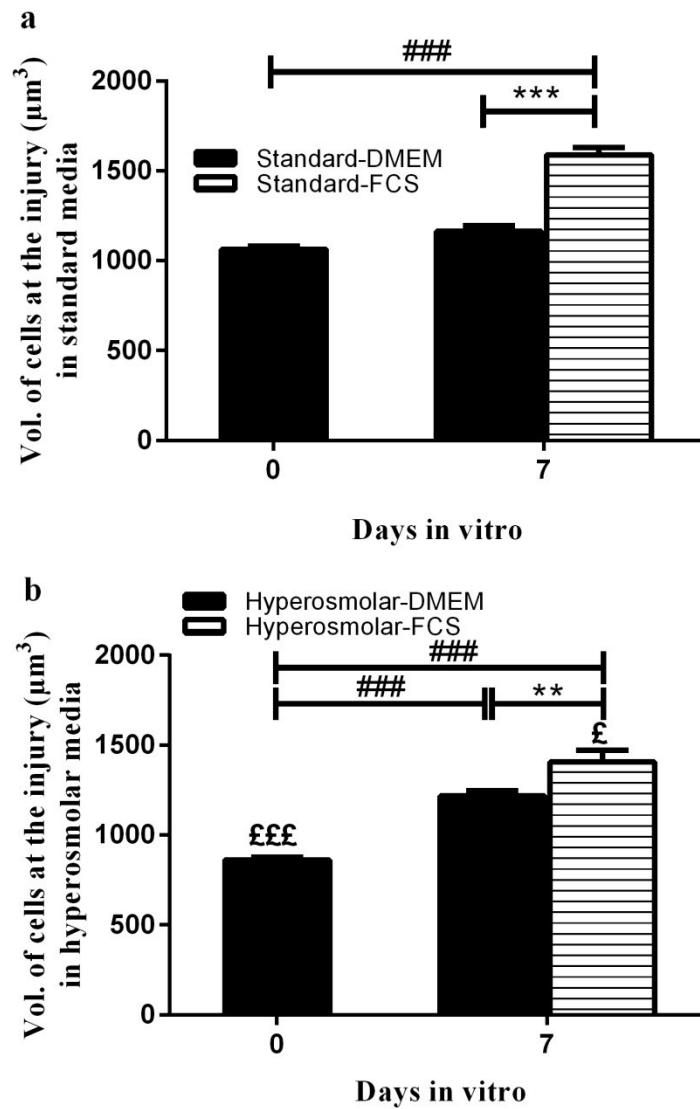 a
###
***
2000
1500
1000
500
0
Vol. of cells at the injury (µm³)
in standard media
Standard-DMEM
Standard-FCS
0 7
Days in vitro
b
Hyperosmolar-DMEM
Hyperosmolar-FCS
###
### **
£
£££
2000
1500
1000
500
0
Vol. of cells at the injury (µm³)
in hyperosmolar media
0 7
Days in vitro